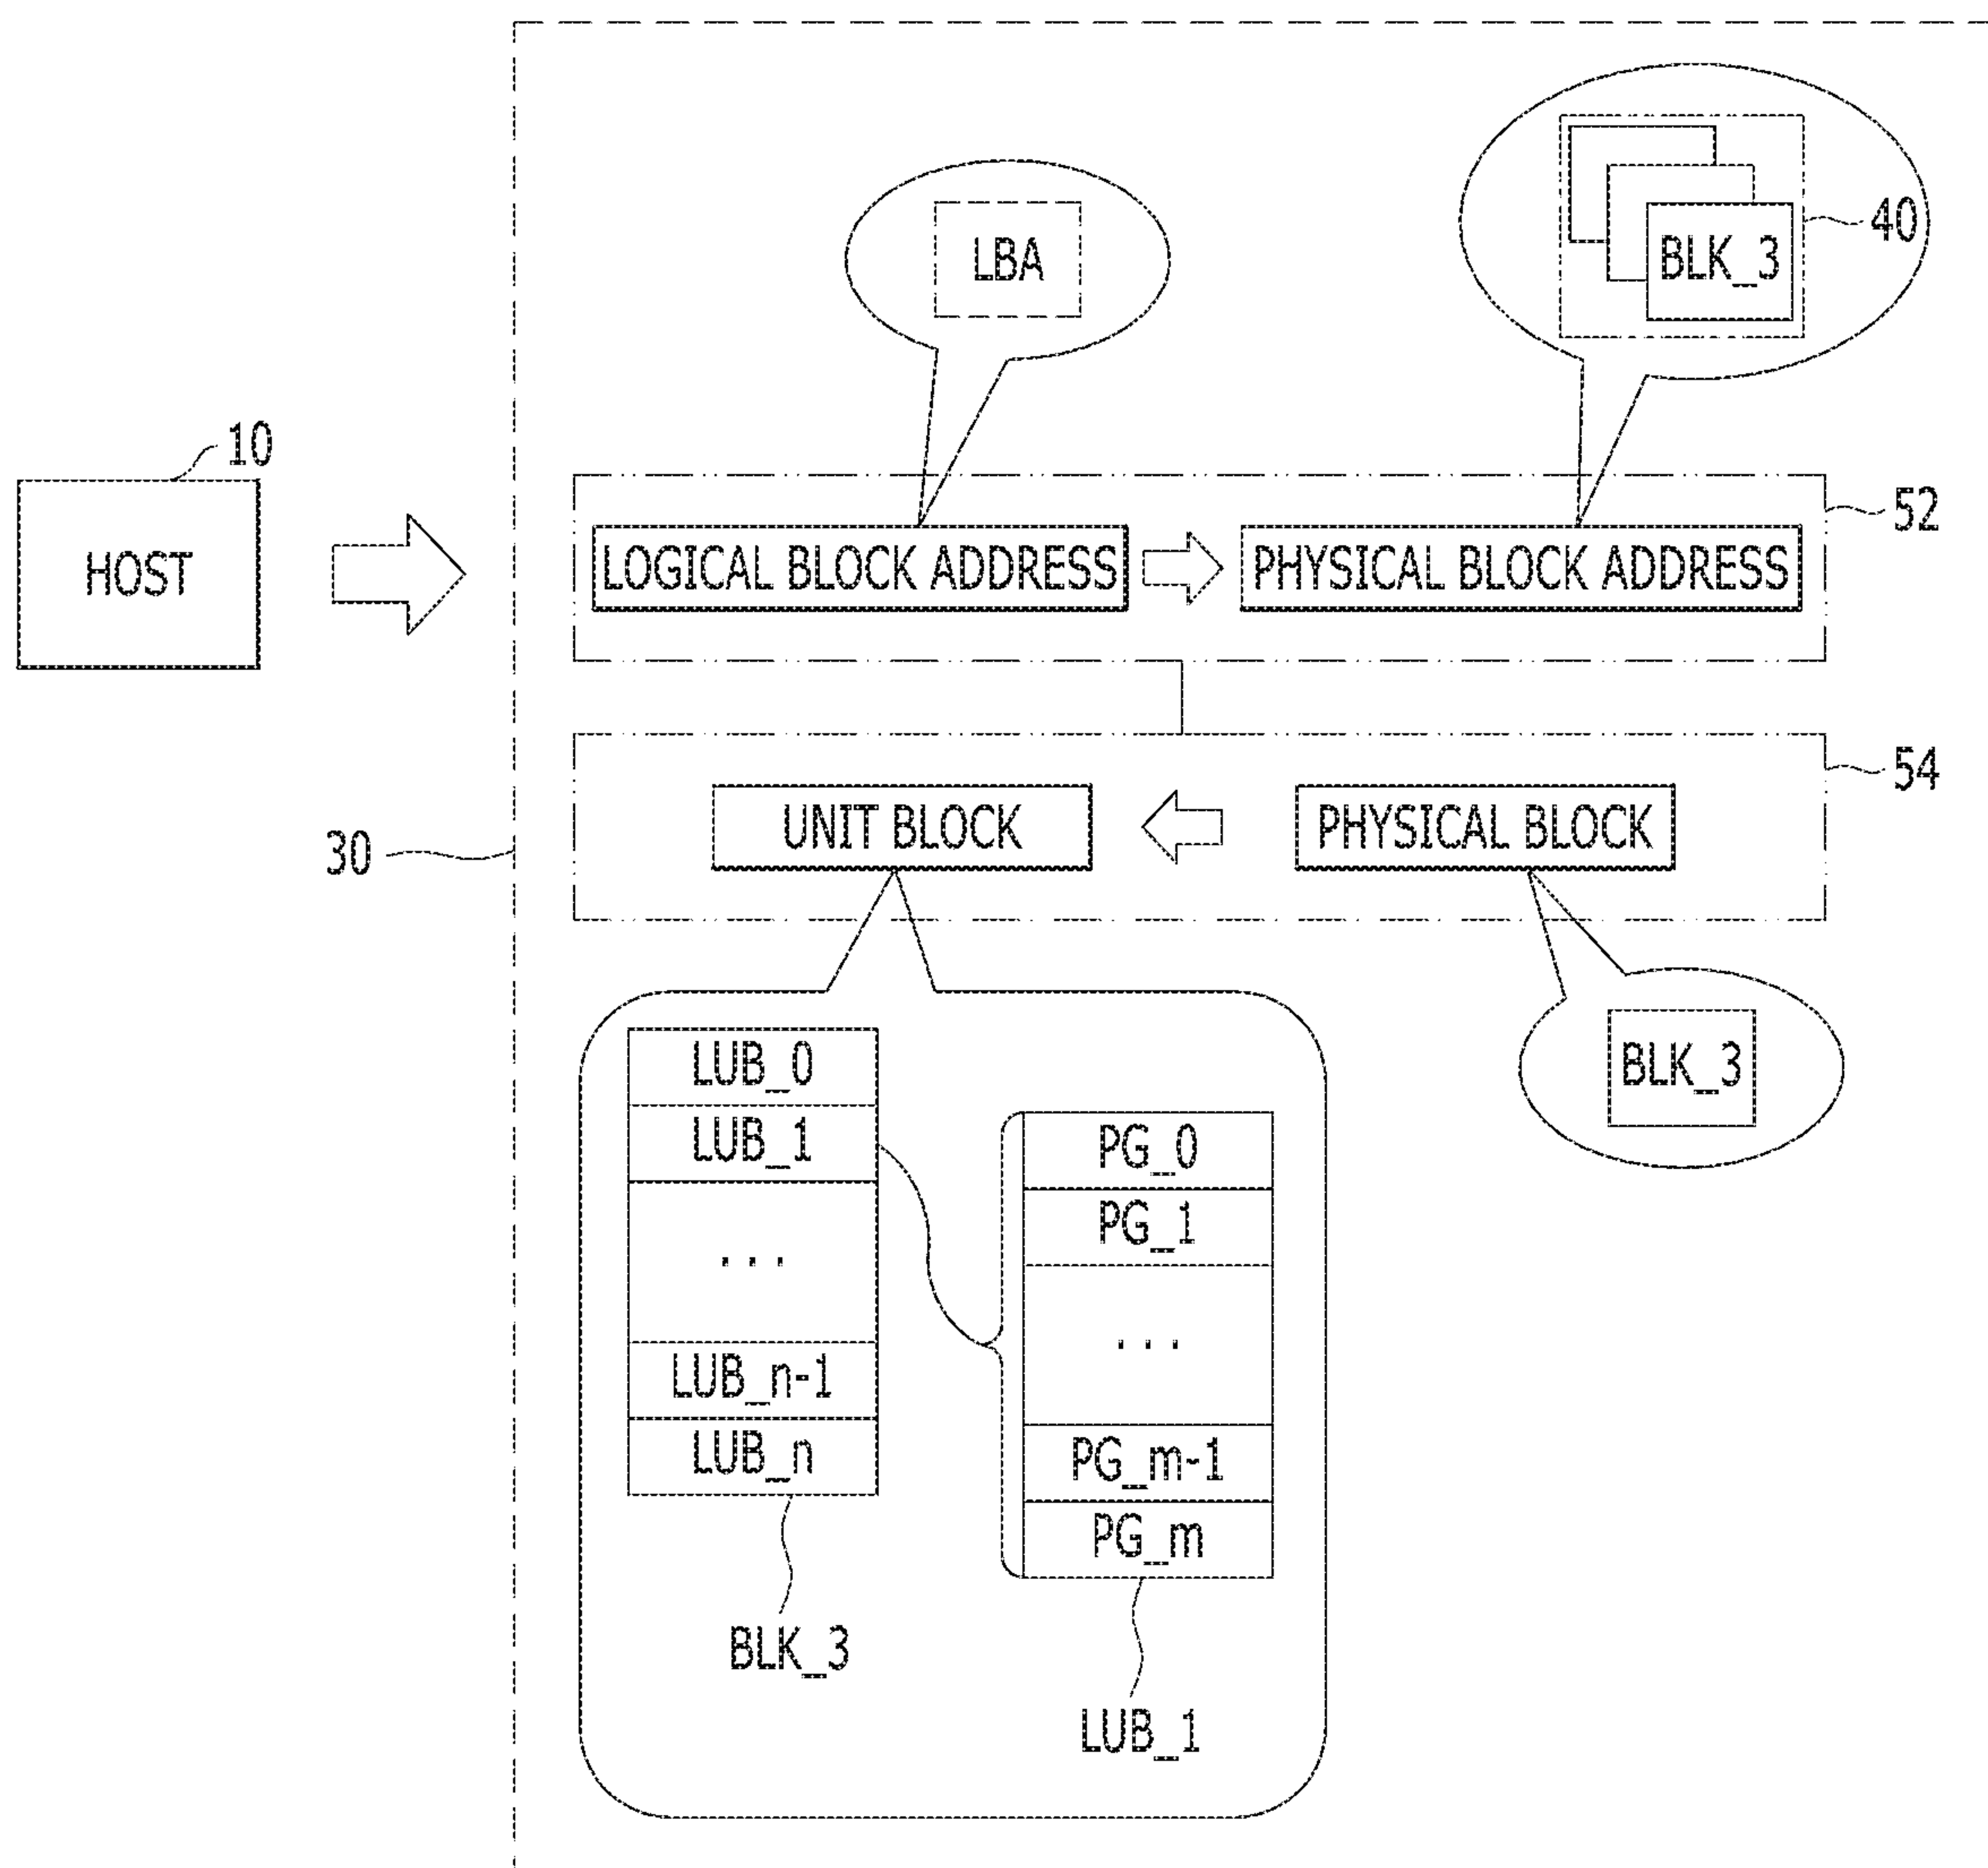 LBA
BLK_3
40
10
HOST
LOGICAL BLOCK ADDRESS
PHYSICAL BLOCK ADDRESS
52
UNIT BLOCK
PHYSICAL BLOCK
54
30
BLK_3
LUB_0
LUB_1
...
LUB_n-1
LUB_n
BLK_3
PG_0
PG_1
...
PG_m-1
PG_m
LUB_1